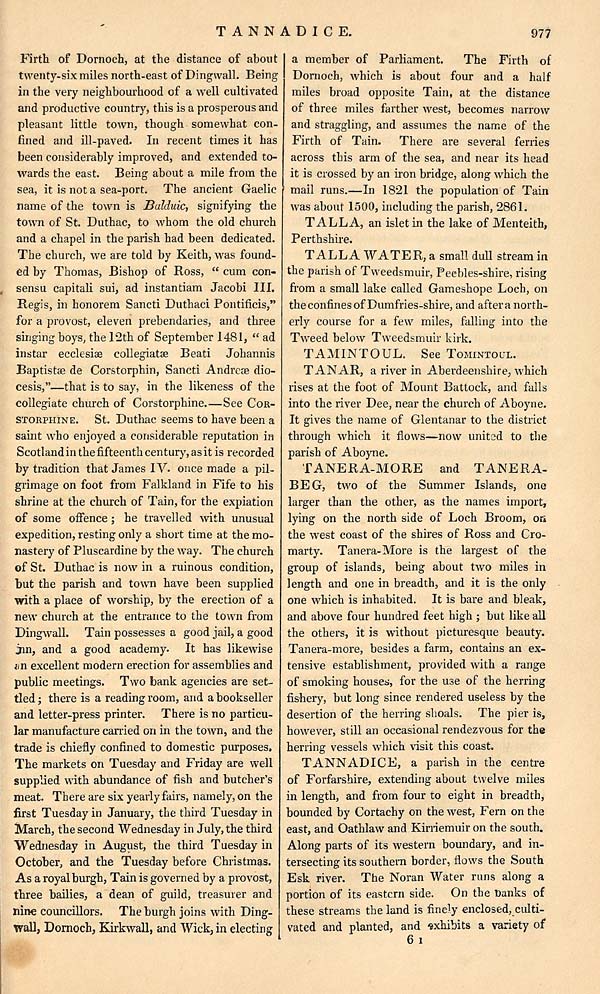 TANNADICE.
977
Firth of Dornoch, at the distance of about
twenty-six miles north-east of Dingwall. Being
in the very neighbourhood of a well cultivated
and productive country, this is a prosperous and
pleasant little town, though somewhat con-
fined and ill-paved. In recent times it has
been considerably improved, and extended to-
wards the east. Being about a mile from the
sea, it is not a sea-port. The ancient Gaelic
name of the town is Balduic, signifying the
town of St. Duthac, to whom the old church
and a chapel in the parish had been dedicated.
The church, we are told by Keith, was found-
ed by Thomas, Bishop of Ross, “ cum con-
sensu capitali sui, ad instantiam Jacobi III.
Regis, in honorem Sancti Duthaci Pontificis,”
for a provost, eleven prebendaries, and three
singing boys, the 12th of September 1481, “ ad
instar ecclesiæ collegiatæ Beati Johannis
Baptistæ de Corstorphin, Sancti Andreæ dio-
cesis,”—that is to say, in the likeness of the
collegiate church of Corstorphine.—See COR-
STORPHINE. St. Duthac seems to have been a
saint who enjoyed a considerable reputation in
Scotland in the fifteenth century, as it is recorded
by tradition that James IV. once made a pil-
grimage on foot from Falkland in Fife to his
shrine at the church of Tain, for the expiation
of some offence ; he travelled with unusual
expedition, resting only a short time at the mo-
nastery of Pluscardine by the way. The church
of St. Duthac is now in a ruinous condition,
but the parish and town have been supplied
with a place of worship, by the erection of a
new church at the entrance to the town from
Dingwall. Tain possesses a good jail, a good
inn, and a good academy. It has likewise
an excellent modern erection for assemblies and
public meetings. Two bank agencies are set-
tled ; there is a reading room, and a bookseller
and letter-press printer. There is no particu-
lar manufacture carried on in the town, and the
trade is chiefly confined to domestic purposes.
The markets on Tuesday and Friday are well
supplied with abundance of fish and butcher's
meat. There are six yearly fairs, namely, on the
first Tuesday in January, the third Tuesday in
March, the second Wednesday in July, the third
Wednesday in August, the third Tuesday in
October, and the Tuesday before Christmas.
As a royal burgh, Tain is governed by a provost,
three bailies, a dean of guild, treasurer and
nine councillors. The burgh joins with Ding-
wall, Dornoch, Kirkwall, and Wick, in electing
a member of Parliament. The Firth of
Dornoch, which is about four and a half
miles broad opposite Tain, at the distance
of three miles farther west, becomes narrow
and straggling, and assumes the name of the
Firth of Tain. There are several ferries
across this arm of the sea, and near its head
it is crossed by an iron bridge, along which the
mail runs.—In 1821 the population of Tain
was about 1500, including the parish, 2861.
TALLA, an islet in the lake of Menteith,
Perthshire.
TALLA WATER, a small dull stream in
the parish of Tweedsmuir, Peebles-shire, rising
from a small lake called Gameshope Loch, on
the confines of Dumfries-shire, and after a north-
erly course for a few miles, falling into the
Tweed below Tweedsmuir kirk.
TAMINTOUL. See TOMINTOUL.
TANAR, a river in Aberdeenshire, which
rises at the foot of Mount Battock, and falls
into the river Dee, near the church of Aboyne.
It gives the name of Glentanar to the district
through which it flows—now united to the
parish of Aboyne.
TANERA-MORE and TANERA-
BEG, two of the Summer Islands, one
larger than the other, as the names import,
lying on the north side of Loch Broom, on
the west coast of the shires of Ross and Cro-
marty. Tanera-More is the largest of the
group of islands, being about two miles in
length and one in breadth, and it is the only
one which is inhabited. It is bare and bleak,
and above four hundred feet high ; but like all
the others, it is without picturesque beauty.
Tanera-more, besides a farm, contains an ex-
tensive establishment, provided with a range
of smoking houses, for the use of the herring
fishery, but long since rendered useless by the
desertion of the herring shoals. The pier is,
however, still an occasional rendezvous for the
herring vessels which visit this coast.
TANNADICE, a parish in the centre
of Forfarshire, extending about twelve miles
in length, and from four to eight in breadth,
bounded by Cortachy on the west, Fern on the
east, and Oathlaw and Kirriemuir on the south.
Along parts of its western boundary, and in-
tersecting its southern border, flows the South
Esk river. The Noran Water runs along a
portion of its eastern side. On the banks of
these streams the land is finely enclosed, culti-
vated and planted, and exhibits a variety of
6 I